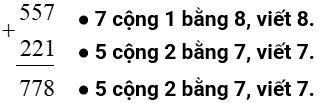 557 ● 7 cộng 1 bằng 8, viết 8.
+
221 ● 5 cộng 2 bằng 7, viết 7.
778 ● 5 cộng 2 bằng 7, viết 7.